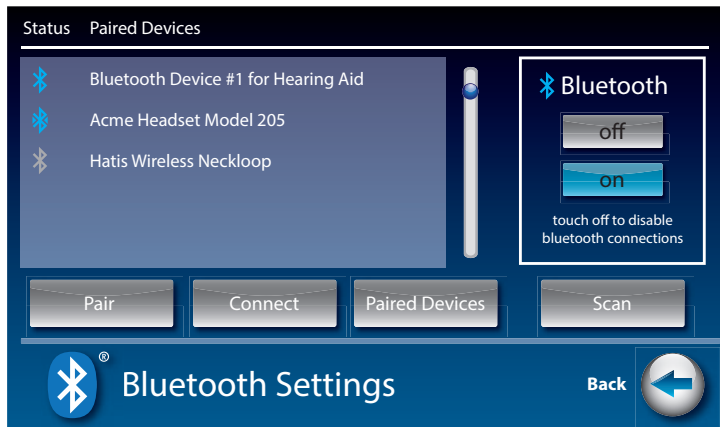 Status Paired Devices
Bluetooth Device #1 for Hearing Aid
Acme Headset Model 205
Hatis Wireless Neckloop
Bluetooth
off
on
touch off to disable
bluetooth connections
Pair Connect Paired Devices Scan
® Bluetooth Settings Back